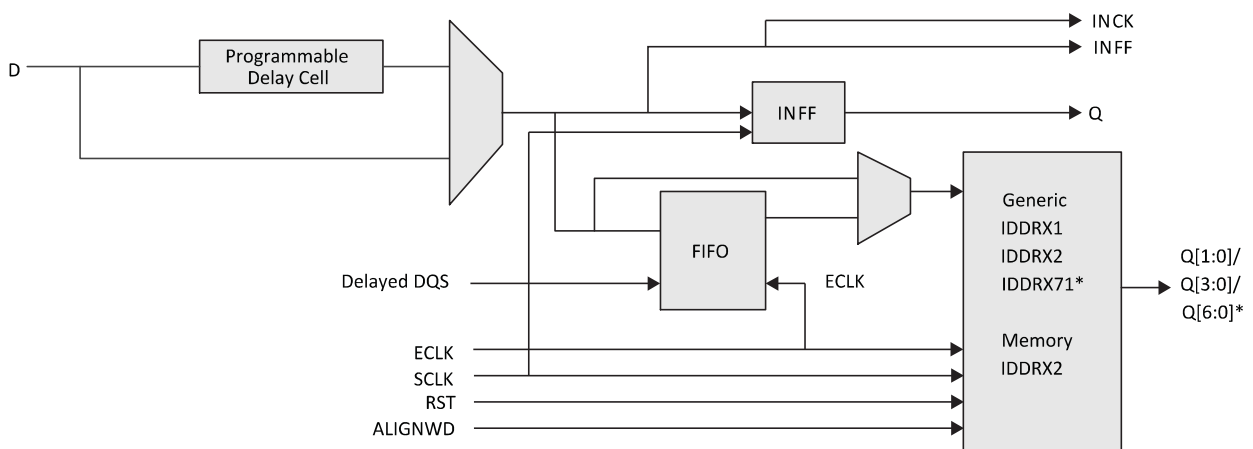 INCK
INFF
D
Programmable
Delay Cell
INFF
Q
Generic
IDDRX1
IDDRX2
IDDRX71*
Memory
IDDRX2
FIFO
Delayed DQS
ECLK
Q[1:0]/
Q[3:0]/
Q[6:0]*
ECLK
SCLK
RST
ALIGNWD